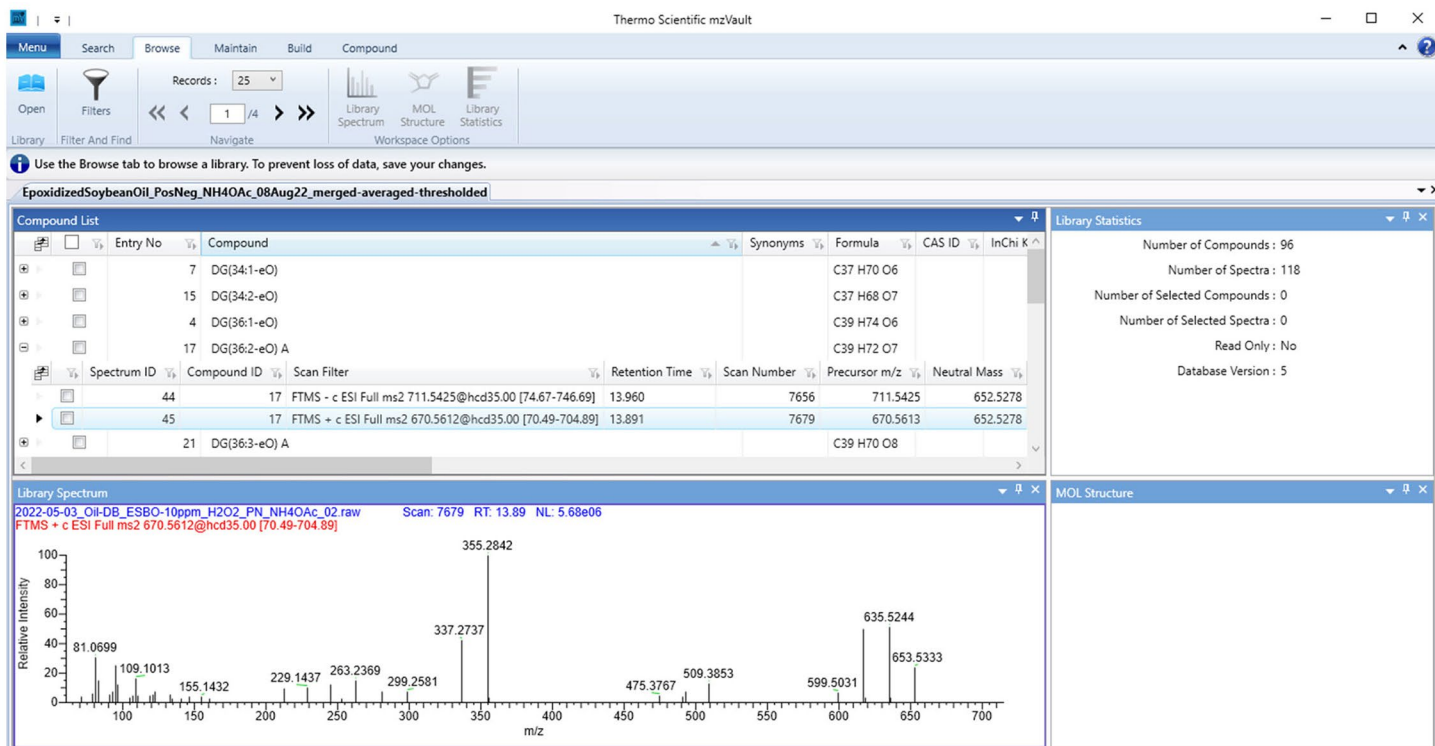 Thermo Scientific mzVault
Menu Search Browse Maintain Build Compound
Records : 25
Open Filters 1 /4 Library Spectrum MOL Structure Library Statistics
Library Filter And Find Navigate Workspace Options
Use the Browse tab to browse a library. To prevent loss of data, save your changes.
EpoxidizedSoybeanOil_PosNeg_NH4OAc_08Aug22_merged-averaged-thresholded
Compound List
Entry No Compound Synonyms Formula CAS ID InChi K
7 DG(34:1-eO) C37 H70 O6
15 DG(34:2-eO) C37 H68 O7
4 DG(36:1-eO) C39 H74 O6
17 DG(36:2-eO) A C39 H72 O7
Spectrum ID Compound ID Scan Filter Retention Time Scan Number Precursor m/z Neutral Mass
44 17 FTMS - c ESI Full ms2 711.5425@hcd35.00 [74.67-746.69] 13.960 7656 711.5425 652.5278
45 17 FTMS + c ESI Full ms2 670.5612@hcd35.00 [70.49-704.89] 13.891 7679 670.5613 652.5278
21 DG(36:3-eO) A C39 H70 O8
Library Statistics
Number of Compounds : 96
Number of Spectra : 118
Number of Selected Compounds : 0
Number of Selected Spectra : 0
Read Only : No
Database Version : 5
Library Spectrum
2022-05-03_Oil-DB_ESBO-10ppm_H2O2_PN_NH4OAc_02.raw Scan: 7679 RT: 13.89 NL: 5.68e06
FTMS + c ESI Full ms2 670.5612@hcd35.00 [70.49-704.89]
Relative Intensity
100
80
60
40
20
0
81.0699
109.1013
155.1432
229.1437
263.2369
299.2581
337.2737
355.2842
475.3767
509.3853
599.5031
635.5244
653.5333
100 150 200 250 300 350 400 450 500 550 600 650 700
m/z
MOL Structure